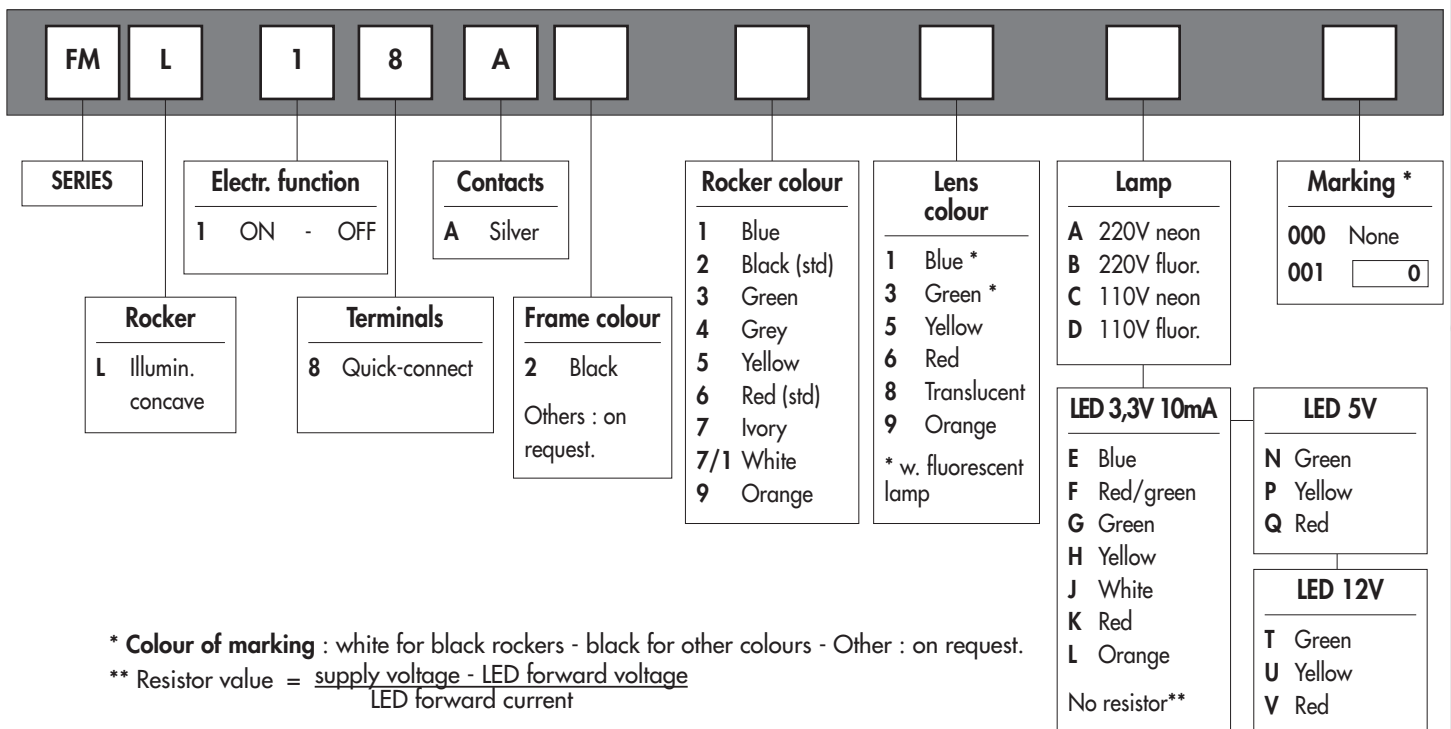 FM L 1 8 A
SERIES
Rocker
L Illumin.
concave
Electr. function
1 ON - OFF
Terminals
8 Quick-connect
Contacts
A Silver
Frame colour
2 Black
Others : on
request.
Rocker colour
1 Blue
2 Black (std)
3 Green
4 Grey
5 Yellow
6 Red (std)
7 Ivory
7/1 White
9 Orange
Lens
colour
1 Blue *
3 Green *
5 Yellow
6 Red
8 Translucent
9 Orange
* w. fluorescent
lamp
Lamp
A 220V neon
B 220V fluor.
C 110V neon
D 110V fluor.
LED 3,3V 10mA
E Blue
F Red/green
G Green
H Yellow
J White
K Red
L Orange
No resistor**
LED 5V
N Green
P Yellow
Q Red
LED 12V
T Green
U Yellow
V Red
Marking *
000 None
001 0
* Colour of marking : white for black rockers - black for other colours - Other : on request.
** Resistor value = supply voltage - LED forward voltage
LED forward current